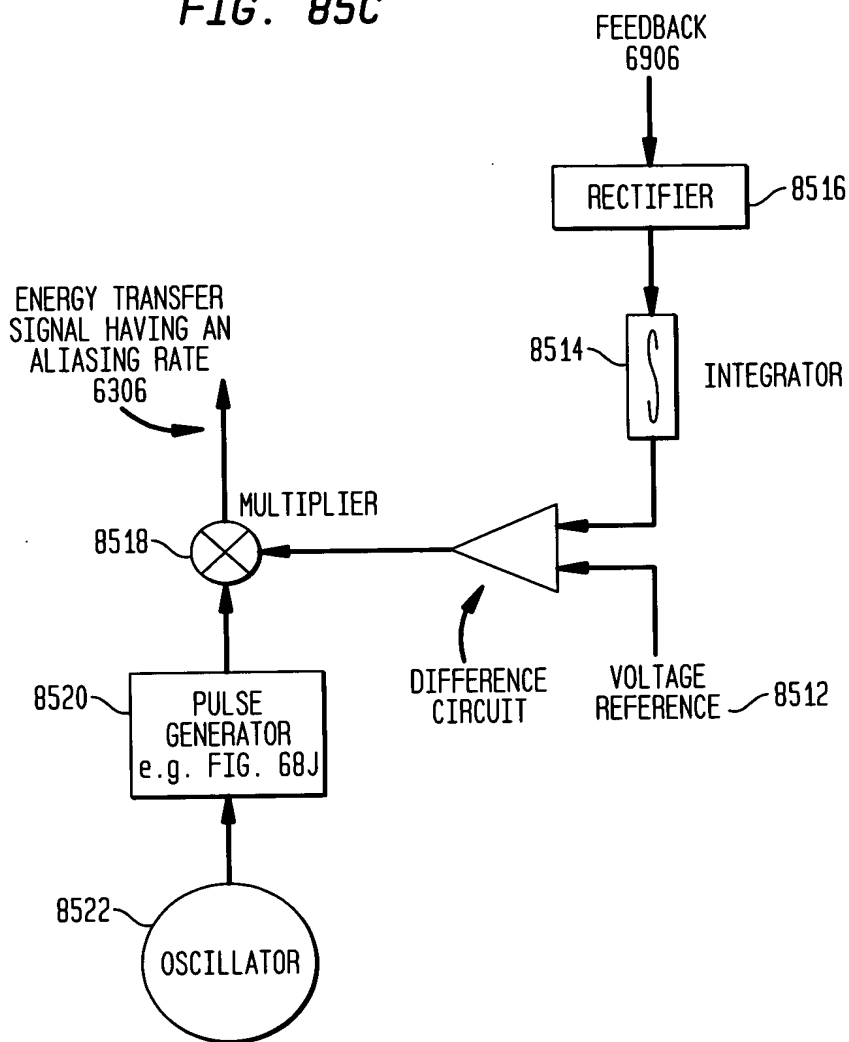 FIG. 85C
FEEDBACK
6906
RECTIFIER
8516
ENERGY TRANSFER
SIGNAL HAVING AN
ALIASING RATE
6306
8514
INTEGRATOR
MULTIPLIER
8518
DIFFERENCE
CIRCUIT
VOLTAGE
REFERENCE
8512
8520
PULSE
GENERATOR
e.g. FIG. 68J
8522
OSCILLATOR